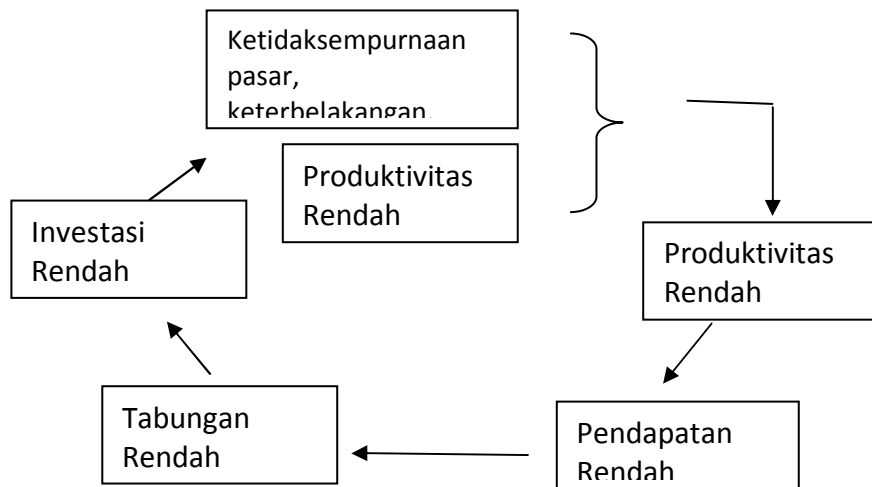 Ketidaksempurnaan
pasar,
keterbelakangan.
Produktivitas
Rendah
Investasi
Rendah
Produktivitas
Rendah
Tabungan
Rendah
Pendapatan
Rendah